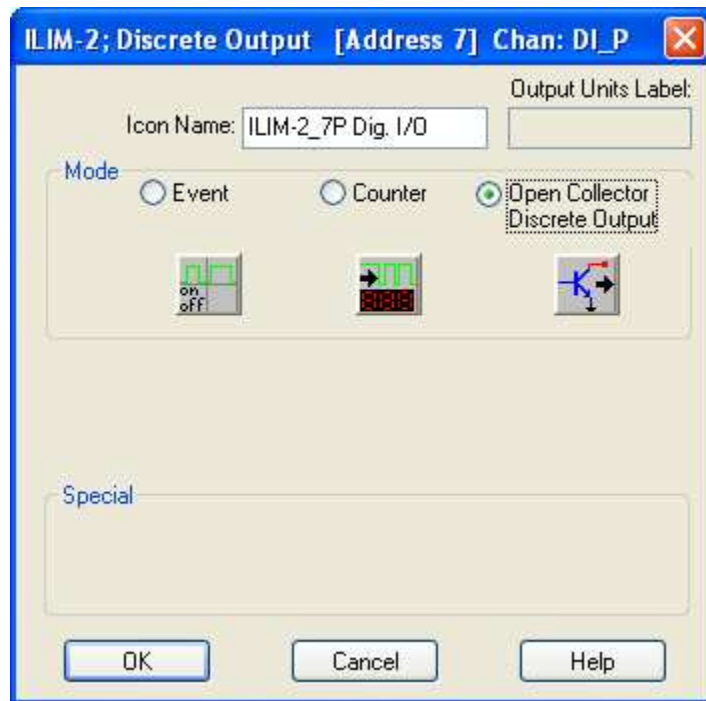 ILIM-2; Discrete Output [Address 7] Chan: DI_P
Output Units Label:
Icon Name: ILIM-2_7P Dig. I/O
Mode
Event
Counter
Open Collector
Discrete Output
on
off
888
Special
OK
Cancel
Help